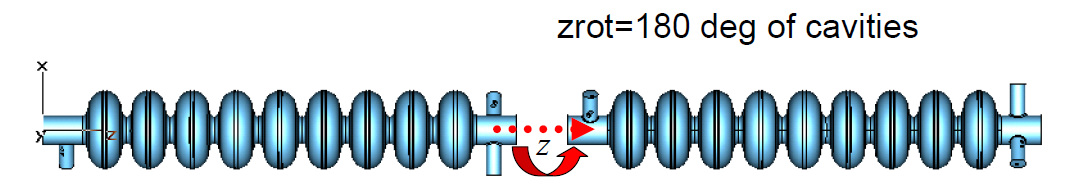 zrot=180 deg of cavities
x
y z
z